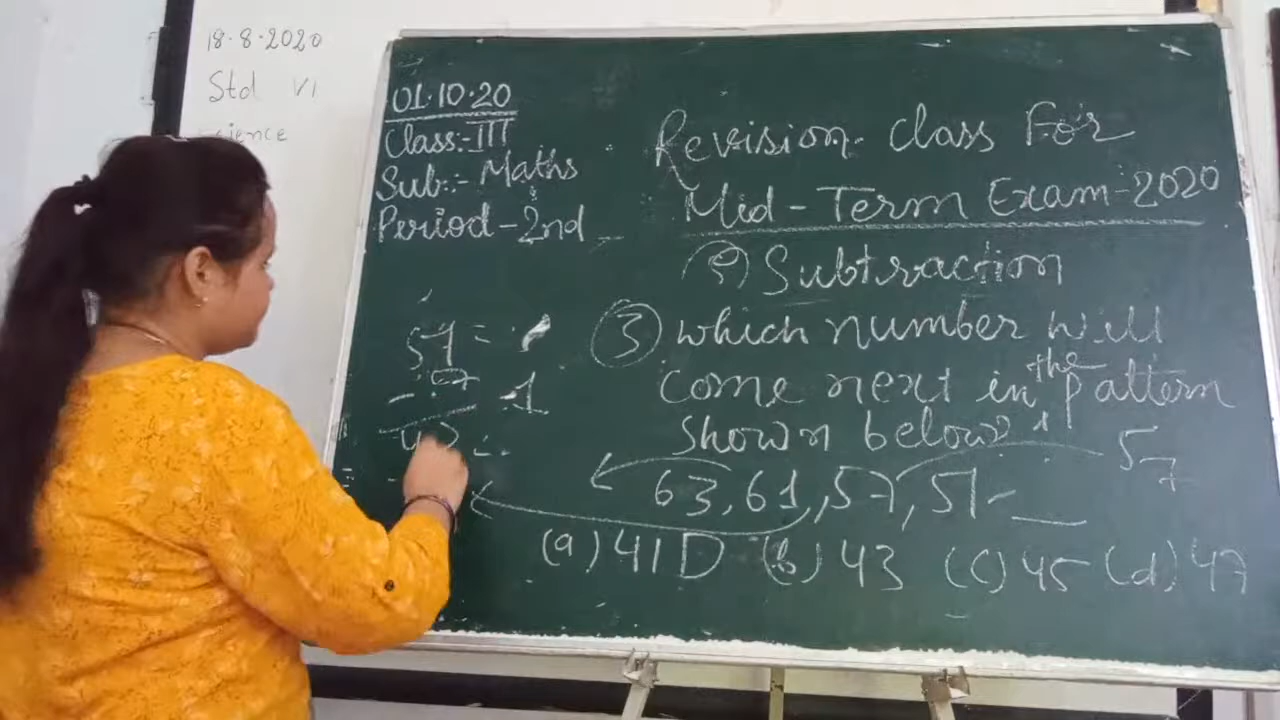 18.8.2020
Std VI
01.10.20
Class:-III
Sub:- Maths
Period-2nd
Revision Class For
Mid-Term Exam-2020
Subtraction
(3) which number will
come next in the pattern
shown below
57
63, 61, 57, 51- __
(a) 41 D (b) 43 (c) 45 (d) 47